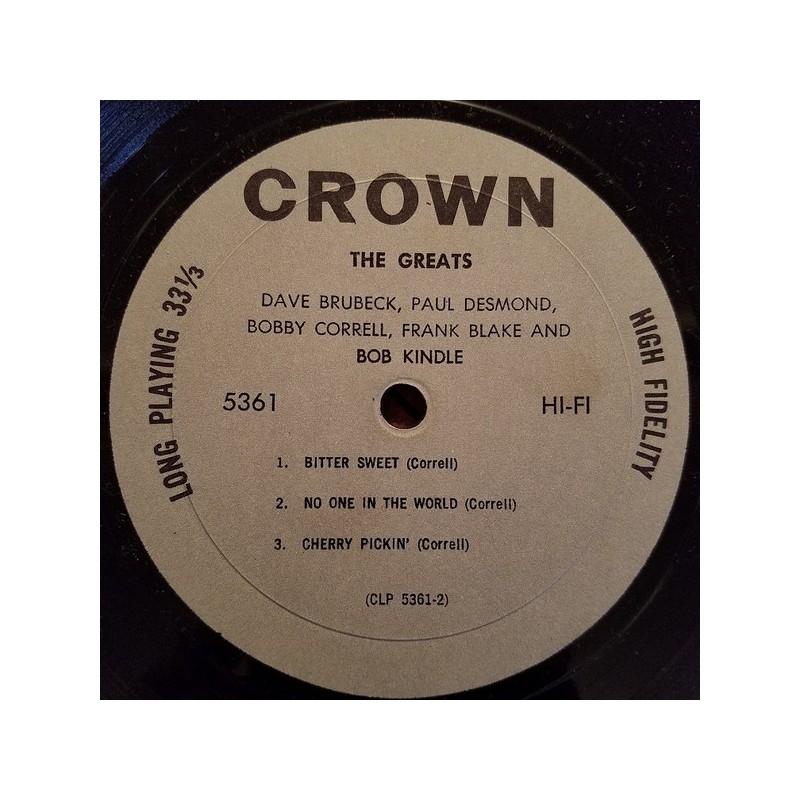 CROWN
THE GREATS
DAVE BRUBECK, PAUL DESMOND,
BOBBY CORRELL, FRANK BLAKE AND
BOB KINDLE
LONG PLAYING 33⅓
HIGH FIDELITY
5361
HI-FI
1. BITTER SWEET (Correll)
2. NO ONE IN THE WORLD (Correll)
3. CHERRY PICKIN' (Correll)
(CLP 5361-2)